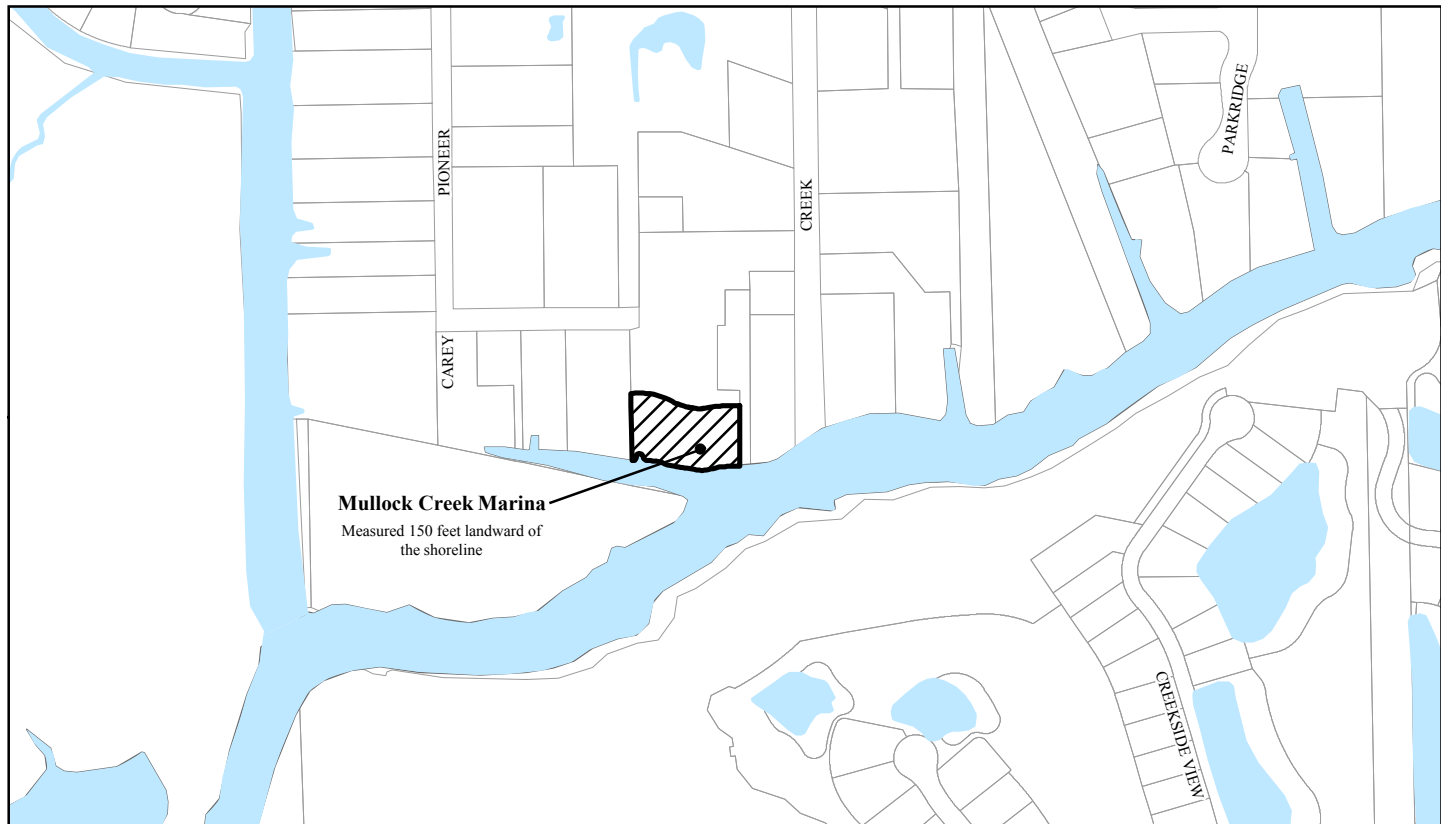 PARKRIDGE
PIONEER
CREEK
CAREY
Mullock Creek Marina
Measured 150 feet landward of
the shoreline
CREEKSIDE VIEW